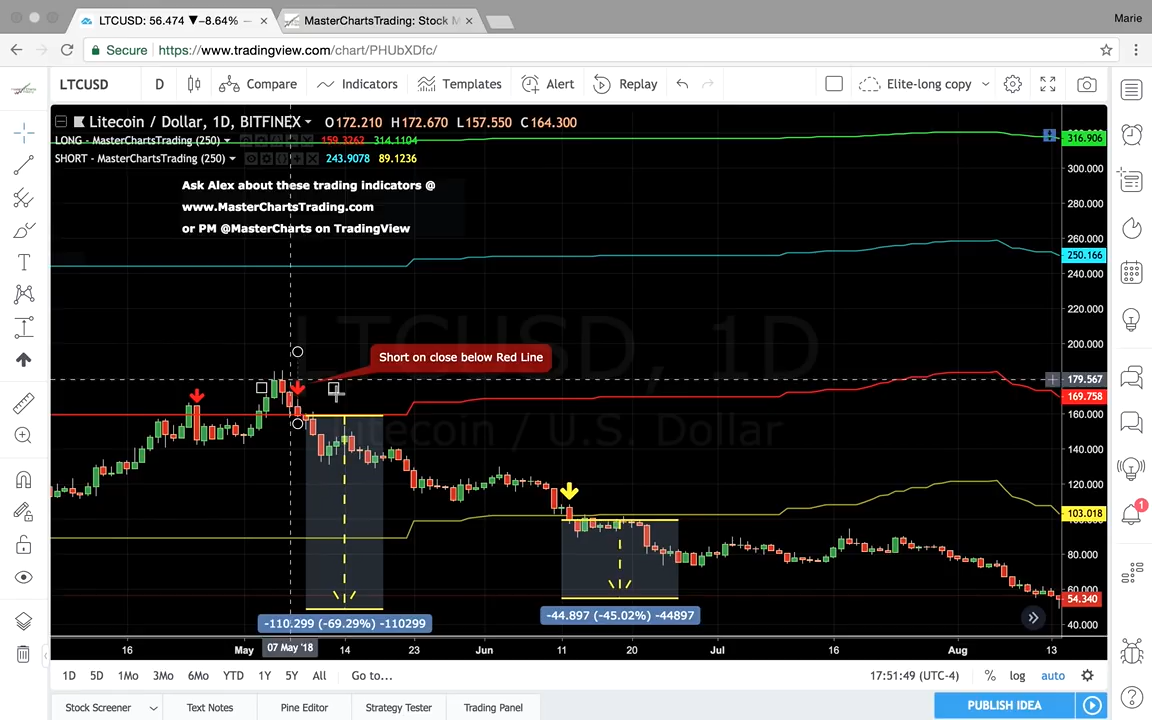 LTCUSD: 56.474 ▼−8.64% —
MasterChartsTrading: Stock M
Marie
Secure
https://www.tradingview.com/chart/PHUbXDfc/
LTCUSD
D
Compare
Indicators
Templates
Alert
Replay
Elite-long copy
Litecoin / Dollar, 1D, BITFINEX
O172.210 H172.670 L157.550 C164.300
LONG - MasterChartsTrading (250)
159.3262 314.1104
SHORT - MasterChartsTrading (250)
243.9078 89.1236
Ask Alex about these trading indicators @
www.MasterChartsTrading.com
or PM @MasterCharts on TradingView
LTCUSD, 1D
Litecoin / U.S. Dollar
Short on close below Red Line
316.906
300.000
280.000
260.000
250.166
240.000
220.000
200.000
179.567
169.758
160.000
140.000
120.000
103.018
80.000
60.000
54.340
40.000
-110.299 (-69.29%) -110299
-44.897 (-45.02%) -44897
16
May
07 May '18
14
23
Jun
11
20
Jul
16
Aug
13
1D 5D 1Mo 3Mo 6Mo YTD 1Y 5Y All Go to...
17:51:49 (UTC-4)
% log auto
Stock Screener
Text Notes
Pine Editor
Strategy Tester
Trading Panel
PUBLISH IDEA
1